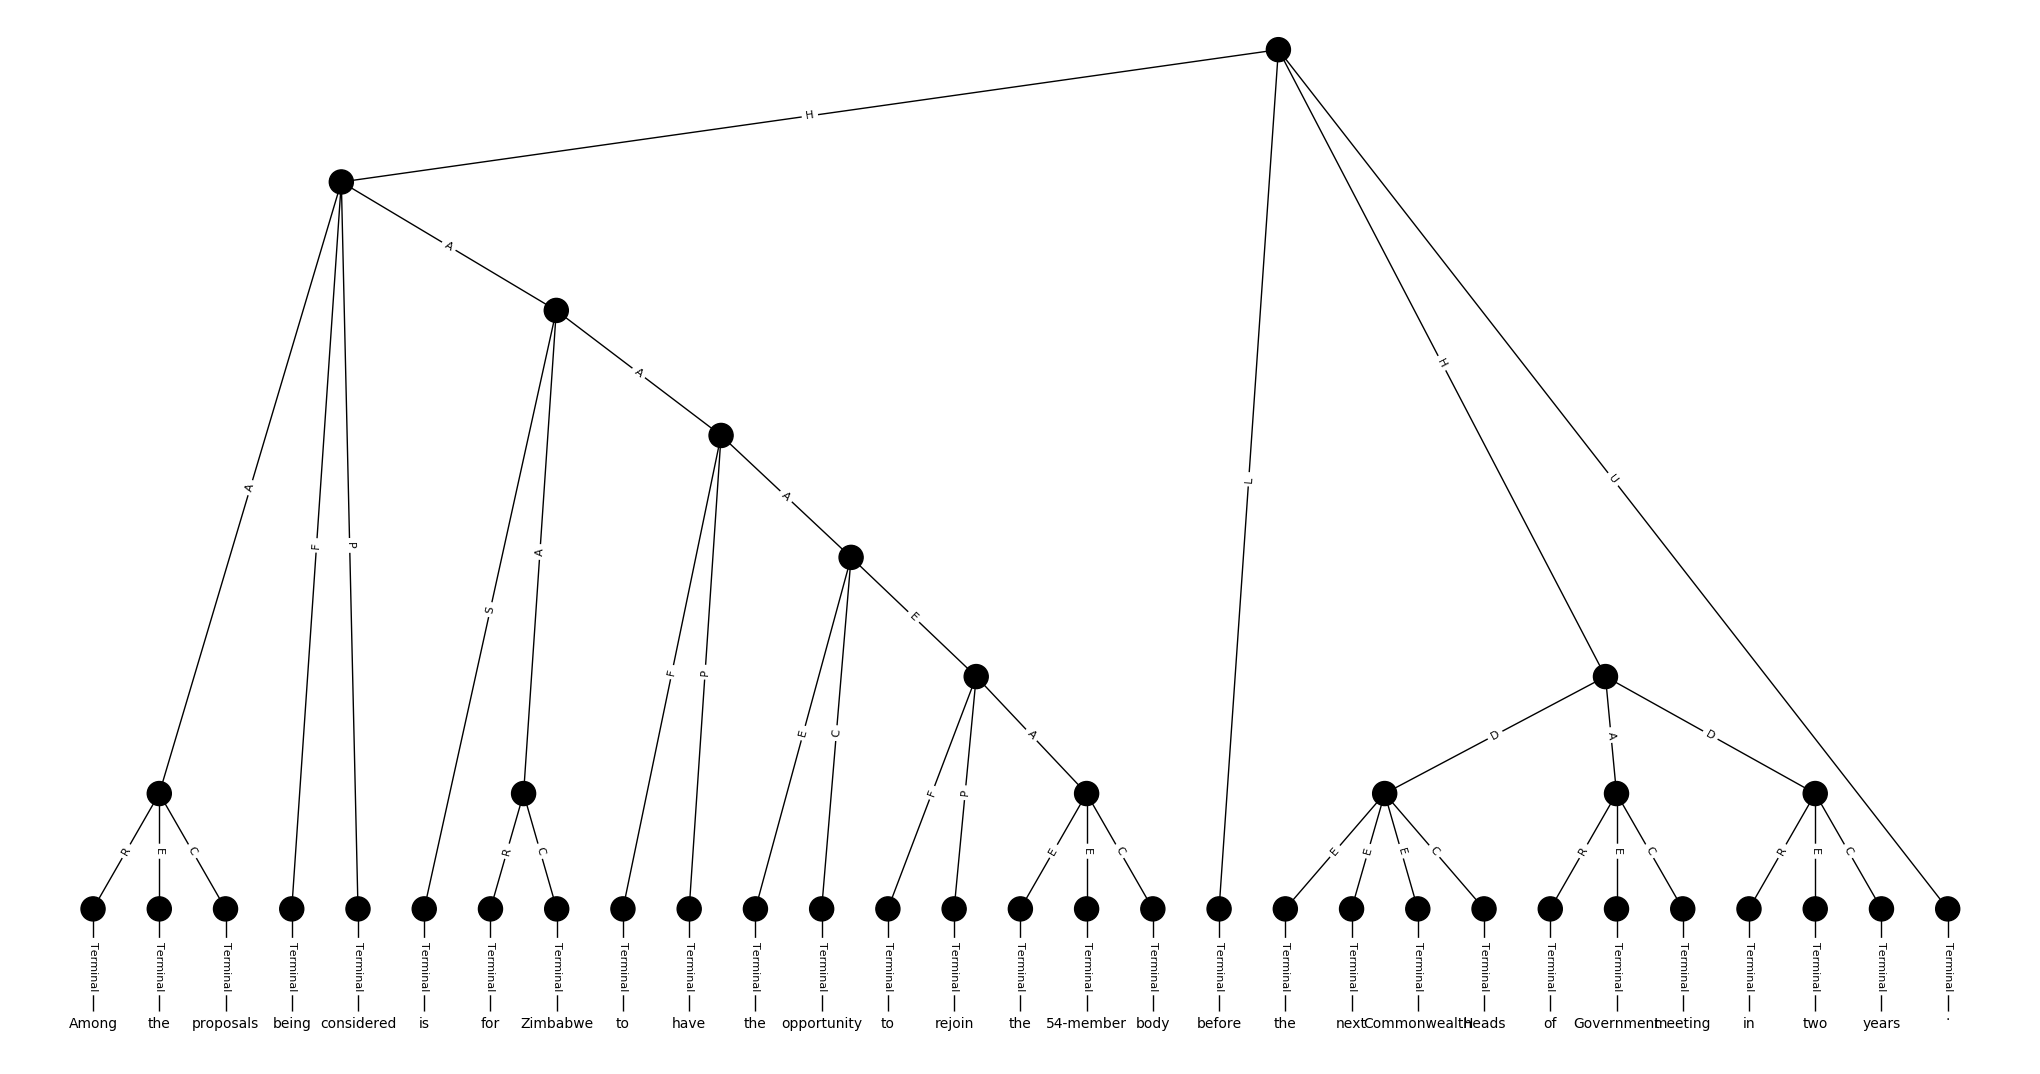 H
A
A
H
A
A
L
U
A
F
P
A
S
E
F
P
E
C
A
D
A
D
F
P
R
E
C
R
C
E
E
C
E
E
E
C
R
E
C
R
E
C
Terminal Terminal Terminal Terminal Terminal Terminal Terminal Terminal Terminal Terminal Terminal Terminal Terminal Terminal Terminal Terminal Terminal Terminal Terminal Terminal Terminal Terminal Terminal Terminal Terminal Terminal Terminal Terminal Terminal
Among the proposals being considered is for Zimbabwe to have the opportunity to rejoin the 54-member body before the next Commonwealth Heads of Government meeting in two years .